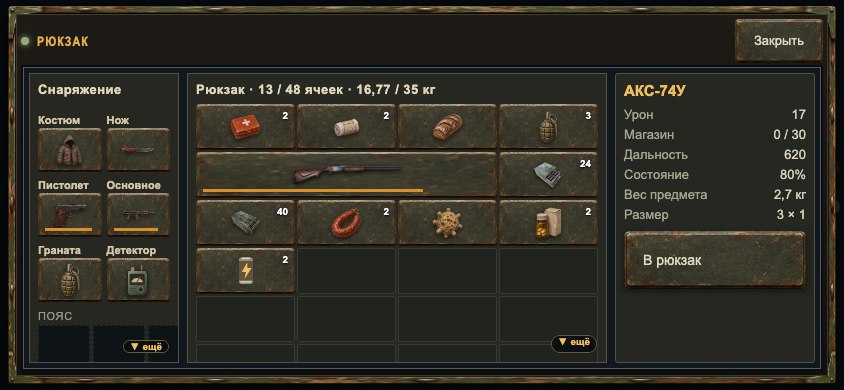 РЮКЗАК
Закрыть
Снаряжение
Костюм Нож
Пистолет Основное
Граната Детектор
ПОЯС
▼ ещё
Рюкзак · 13 / 48 ячеек · 16,77 / 35 кг
2 2 3
24
40 2 2
2
▼ ещё
АКС-74У
Урон 17
Магазин 0 / 30
Дальность 620
Состояние 80%
Вес предмета 2,7 кг
Размер 3 × 1
В рюкзак